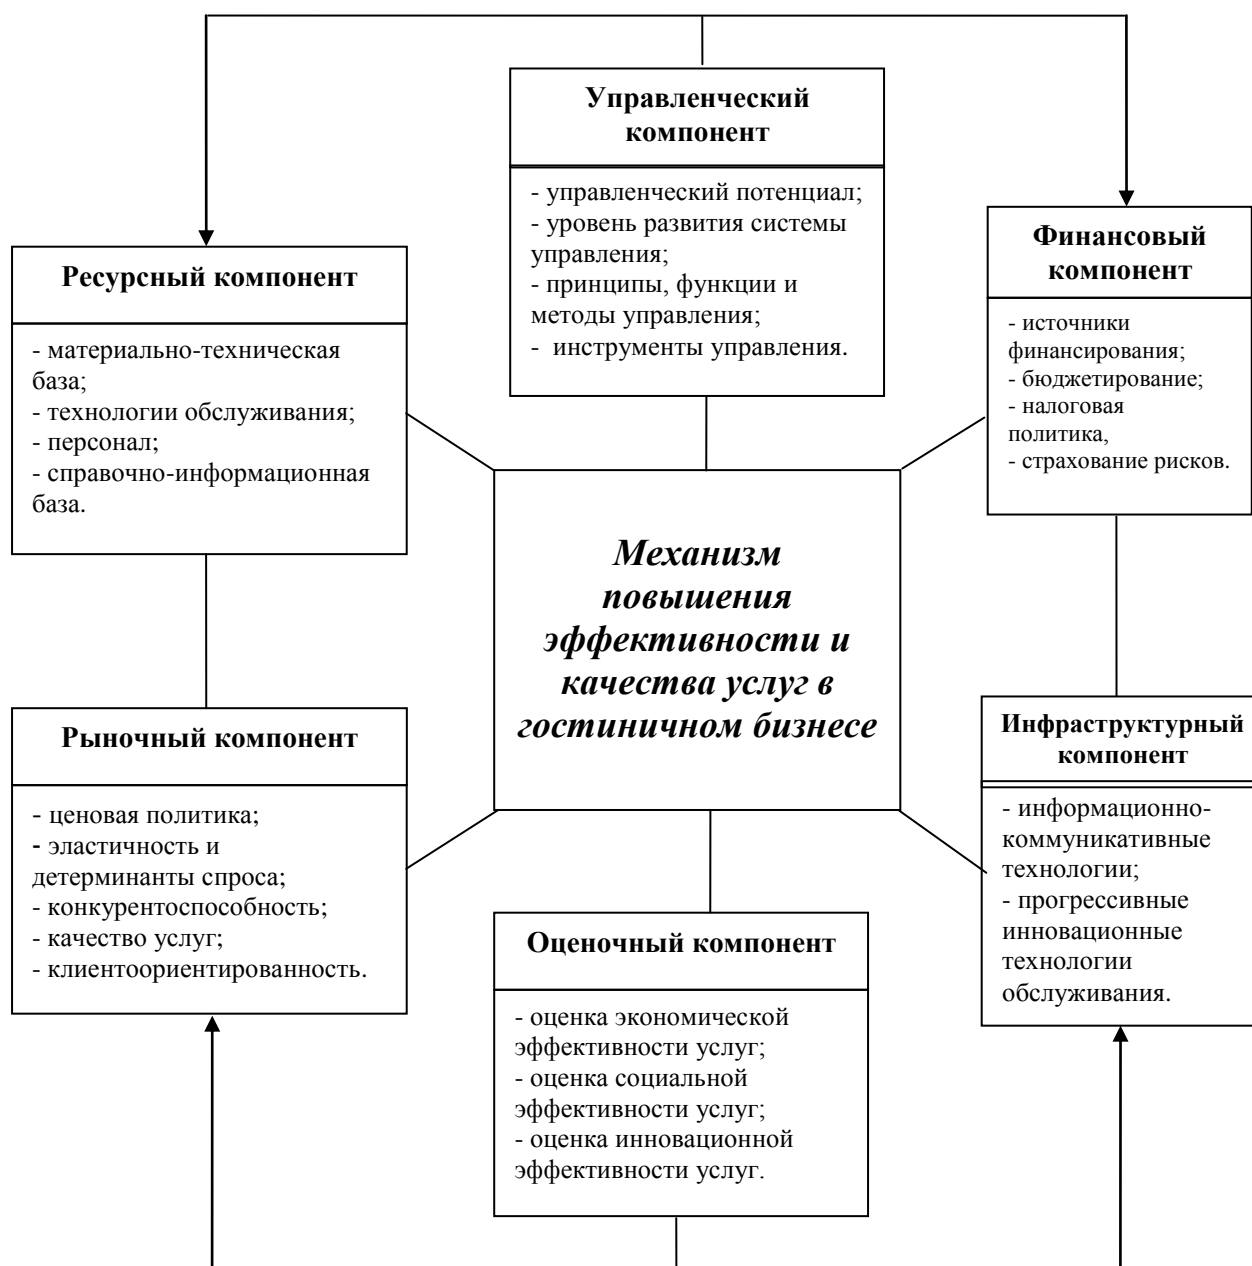 Управленческий
компонент
- управленческий потенциал;
- уровень развития системы
управления;
- принципы, функции и
методы управления;
-  инструменты управления.
Ресурсный компонент
- материально-техническая
база;
- технологии обслуживания;
- персонал;
- справочно-информационная
база.
Финансовый
компонент
- источники
финансирования;
- бюджетирование;
- налоговая
политика,
- страхование рисков.
Механизм
повышения
эффективности и
качества услуг в
гостиничном бизнесе
Рыночный компонент
- ценовая политика;
- эластичность и
детерминанты спроса;
- конкурентоспособность;
- качество услуг;
- клиентоориентированность.
Инфраструктурный
компонент
- информационно-
коммуникативные
технологии;
- прогрессивные
инновационные
технологии
обслуживания.
Оценочный компонент
- оценка экономической
эффективности услуг;
- оценка социальной
эффективности услуг;
- оценка инновационной
эффективности услуг.